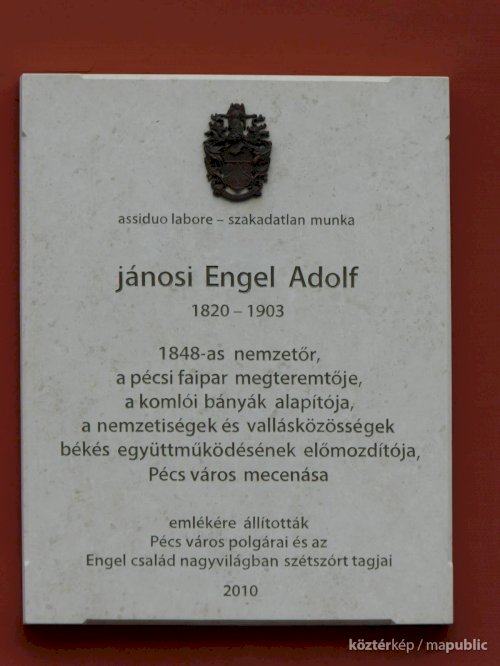 assiduo labore – szakadatlan munka
jánosi Engel Adolf
1820 – 1903
1848-as nemzetőr,
a pécsi faipar megteremtője,
a komlói bányák alapítója,
a nemzetiségek és vallásközösségek
békés együttműködésének előmozdítója,
Pécs város mecenása
emlékére állították
Pécs város polgárai és az
Engel család nagyvilágban szétszórt tagjai
2010
köztérkép / mapublic